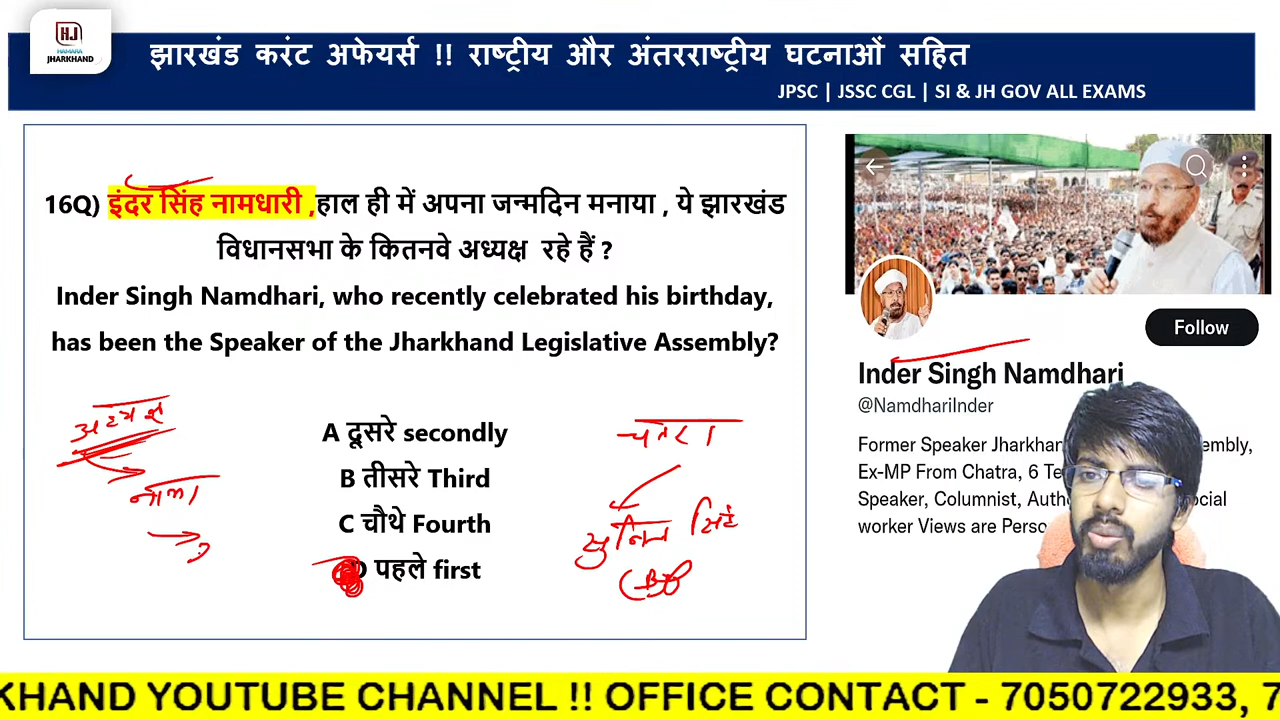 HJ
HAMARA
JHARKHAND
झारखंड करंट अफेयर्स !! राष्ट्रीय और अंतरराष्ट्रीय घटनाओं सहित
JPSC | JSSC CGL | SI & JH GOV ALL EXAMS
16Q) इंदर सिंह नामधारी ,हाल ही में अपना जन्मदिन मनाया , ये झारखंड
विधानसभा के कितनवे अध्यक्ष रहे हैं ?
Inder Singh Namdhari, who recently celebrated his birthday,
has been the Speaker of the Jharkhand Legislative Assembly?
अध्यक्ष
चतरा
A दूसरे secondly
B तीसरे Third
C चौथे Fourth
D पहले first
Follow
Inder Singh Namdhari
@NamdhariInder
Former Speaker Jharkhan
Ex-MP From Chatra, 6 Te
Speaker, Columnist, Auth
worker Views are Perso
KHAND YOUTUBE CHANNEL !! OFFICE CONTACT - 7050722933, 7